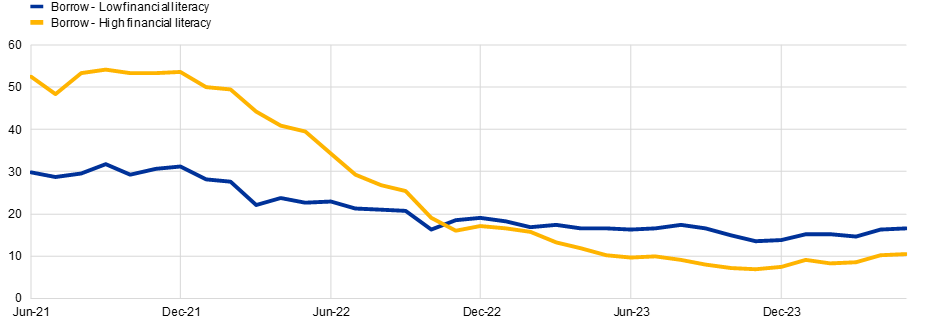 Borrow - Low financial literacy
Borrow - High financial literacy
60
50
40
30
20
10
0
Jun-21 Dec-21 Jun-22 Dec-22 Jun-23 Dec-23